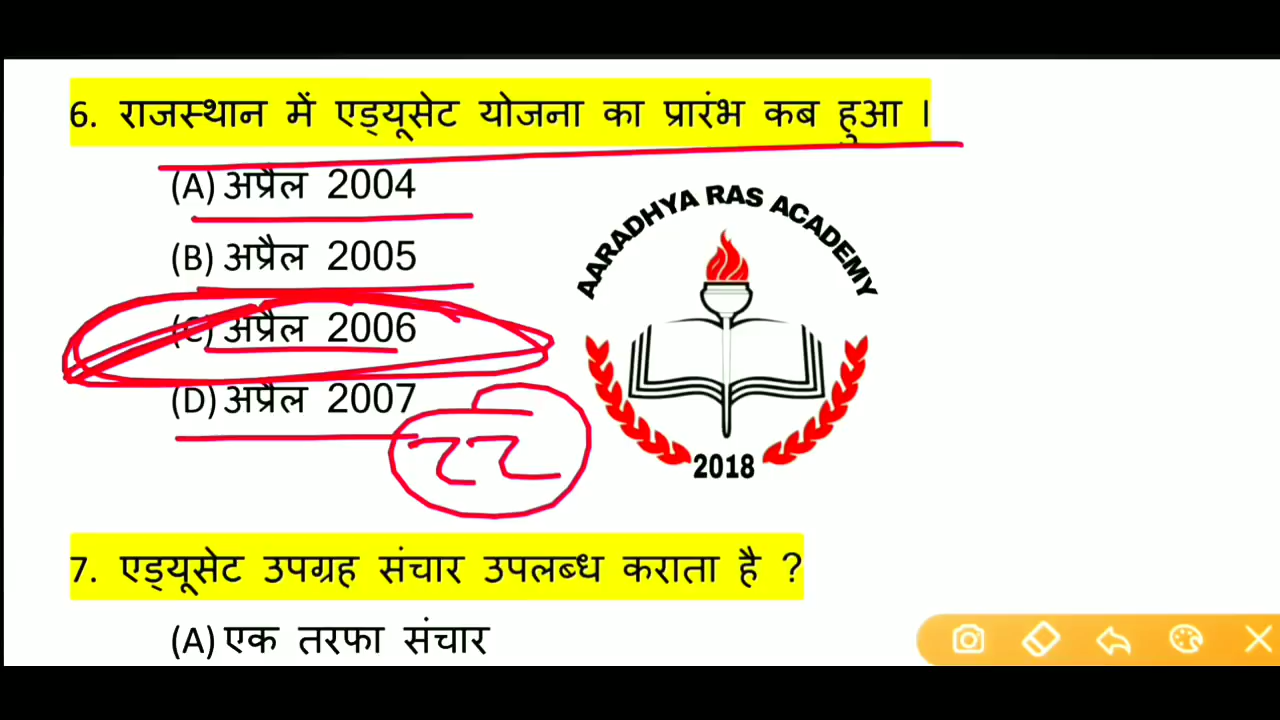 6. राजस्थान में एड्यूसेट योजना का प्रारंभ कब हुआ ।
(A) अप्रैल 2004
(B) अप्रैल 2005
(C) अप्रैल 2006
(D) अप्रैल 2007
AARADHYA RAS ACADEMY
2018
7. एड्यूसेट उपग्रह संचार उपलब्ध कराता है ?
(A) एक तरफा संचार